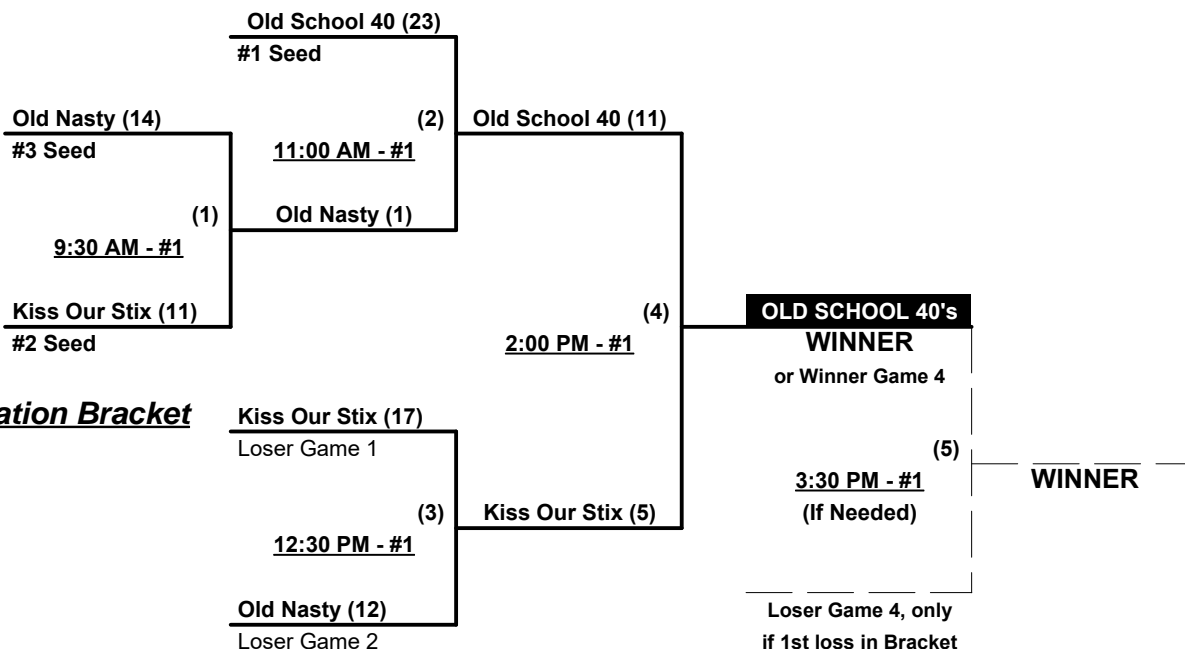 Old School 40 (23)
#1 Seed
Old Nasty (14)
#3 Seed
(2)
11:00 AM - #1
Old School 40 (11)
(1)
9:30 AM - #1
Old Nasty (1)
Kiss Our Stix (11)
#2 Seed
(4)
2:00 PM - #1
OLD SCHOOL 40's
WINNER
or Winner Game 4
ation Bracket
Kiss Our Stix (17)
Loser Game 1
(5)
3:30 PM - #1
(If Needed)
WINNER
(3)
12:30 PM - #1
Kiss Our Stix (5)
Old Nasty (12)
Loser Game 2
Loser Game 4, only
if 1st loss in Bracket